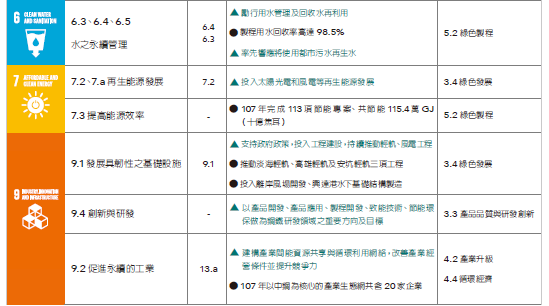 6 CLEAN WATER AND SANITATION
6.3、6.4、6.5
水之永續管理
6.4
6.3
▲ 勵行用水管理及回收水再利用
● 製程用水回收率高達 98.5%
▲ 率先響應將使用都市污水再生水
5.2 綠色製程
7 AFFORDABLE AND CLEAN ENERGY
7.2、7.a 再生能源發展
7.2
▲ 投入太陽光電和風電等再生能源發展
3.4 綠色發展
7.3 提高能源效率
-
● 107 年完成 113 項節能專案、共節能 115.4 萬 GJ
(十億焦耳)
5.2 綠色製程
9 INDUSTRY, INNOVATION AND INFRASTRUCTURE
9.1 發展具韌性之基礎設施
9.1
▲ 支持政府政策，投入工程建設，持續推動輕軌、風電工程
● 推動淡海輕軌、高雄輕軌及安坑輕軌三項工程
● 投入離岸風場開發、興達港水下基礎結構製造
3.4 綠色發展
9.4 創新與研發
-
▲ 以產品開發、產品應用、製程開發、效能技術、節能環
保做為鋼鐵研發領域之重要方向及目標
3.3 產品品質與研發創新
9.2 促進永續的工業
13.a
▲ 建構產業間能資源共享與循環利用網絡，改善產業經
營條件並提升競爭力
● 107 年以中鋼為核心的產業生態網共含 20 家企業
4.2 產業升級
4.4 循環經濟